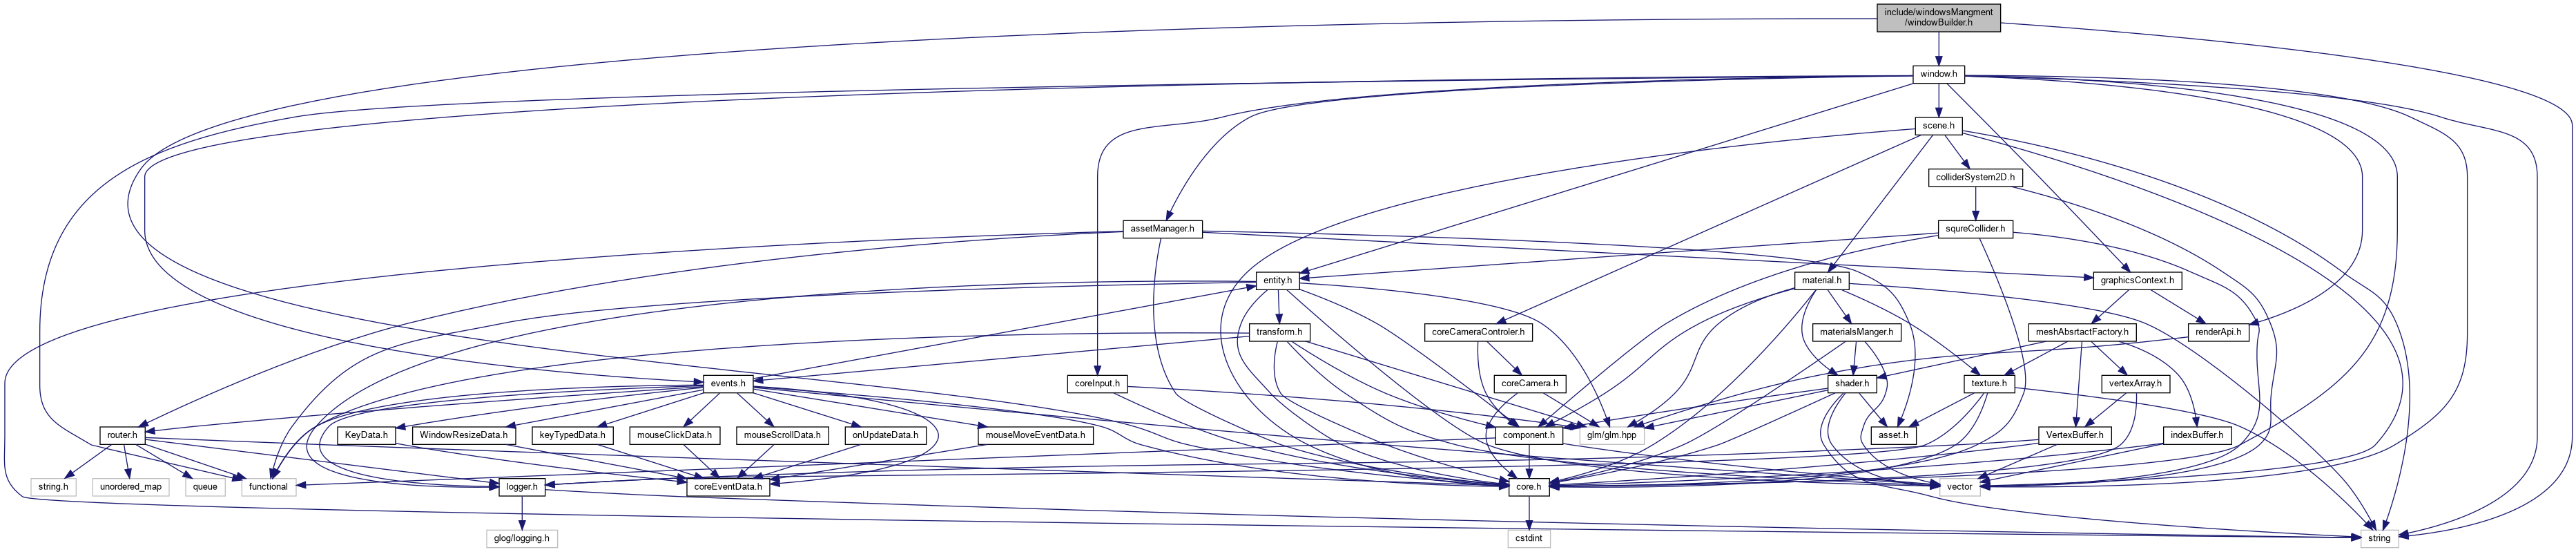 include/windowsMangment
/windowBuilder.h
window.h
scene.h
colliderSystem2D.h
assetManager.h
squreCollider.h
entity.h
material.h
graphicsContext.h
transform.h
coreCameraControler.h
materialsManger.h
meshAbsrtactFactory.h
renderApi.h
events.h
coreInput.h
coreCamera.h
shader.h
texture.h
vertexArray.h
router.h
KeyData.h
WindowResizeData.h
keyTypedData.h
mouseClickData.h
mouseScrollData.h
onUpdateData.h
mouseMoveEventData.h
component.h
glm/glm.hpp
asset.h
VertexBuffer.h
indexBuffer.h
string.h
unordered_map
queue
functional
logger.h
coreEventData.h
core.h
vector
glog/logging.h
cstdint
string